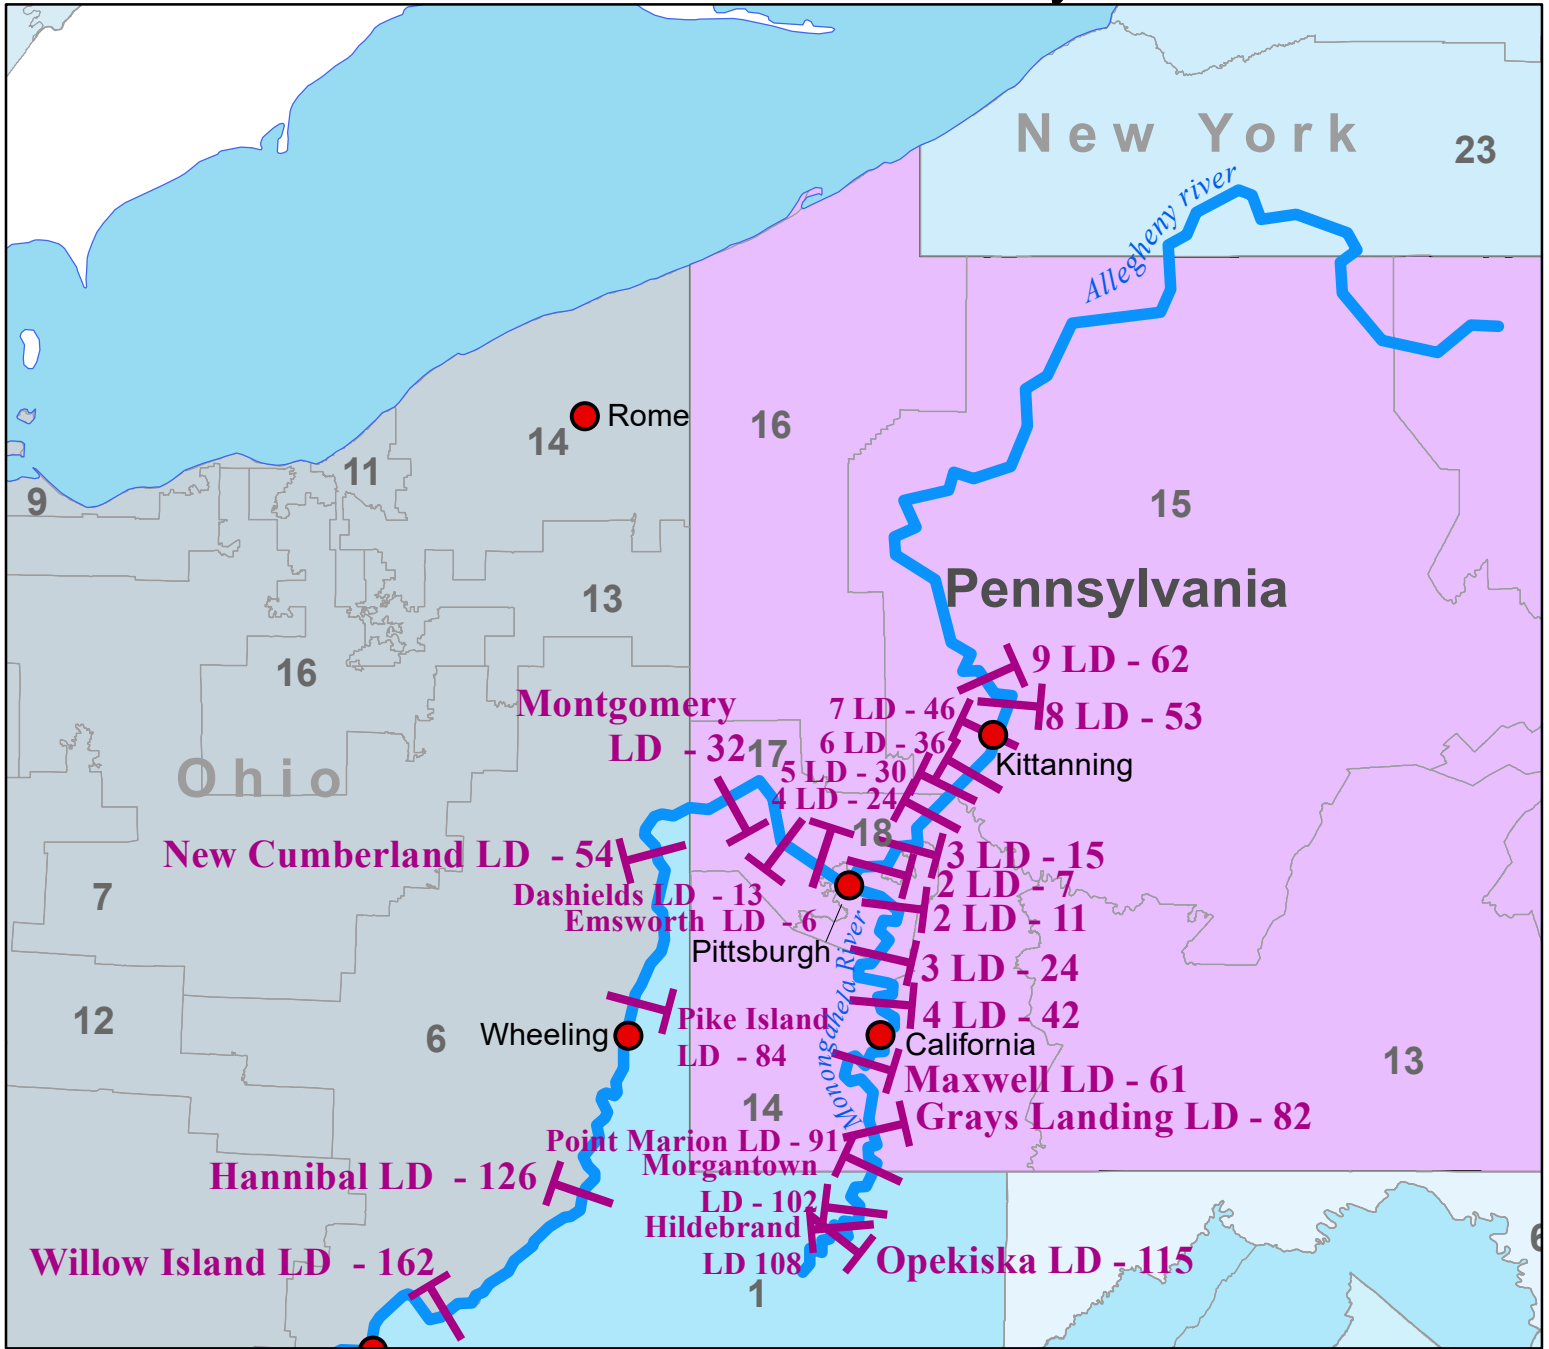 New York
23
Allegheny river
Rome
14
16
11
9
15
13
Pennsylvania
16
9 LD - 62
Montgomery
LD - 32
7 LD - 46
8 LD - 53
6 LD - 36
17
Kittanning
Ohio
5 LD - 30
4 LD - 24
18
New Cumberland LD - 54
3 LD - 15
7
Dashields LD - 13
2 LD - 7
Emsworth LD - 6
2 LD - 11
Pittsburgh
Monongahela River
3 LD - 24
12
6
Wheeling
Pike Island
LD - 84
4 LD - 42
California
13
Maxwell LD - 61
14
Grays Landing LD - 82
Point Marion LD - 91
Hannibal LD - 126
Morgantown
LD - 102
Hildebrand
LD 108
Willow Island LD - 162
Opekiska LD - 115
1